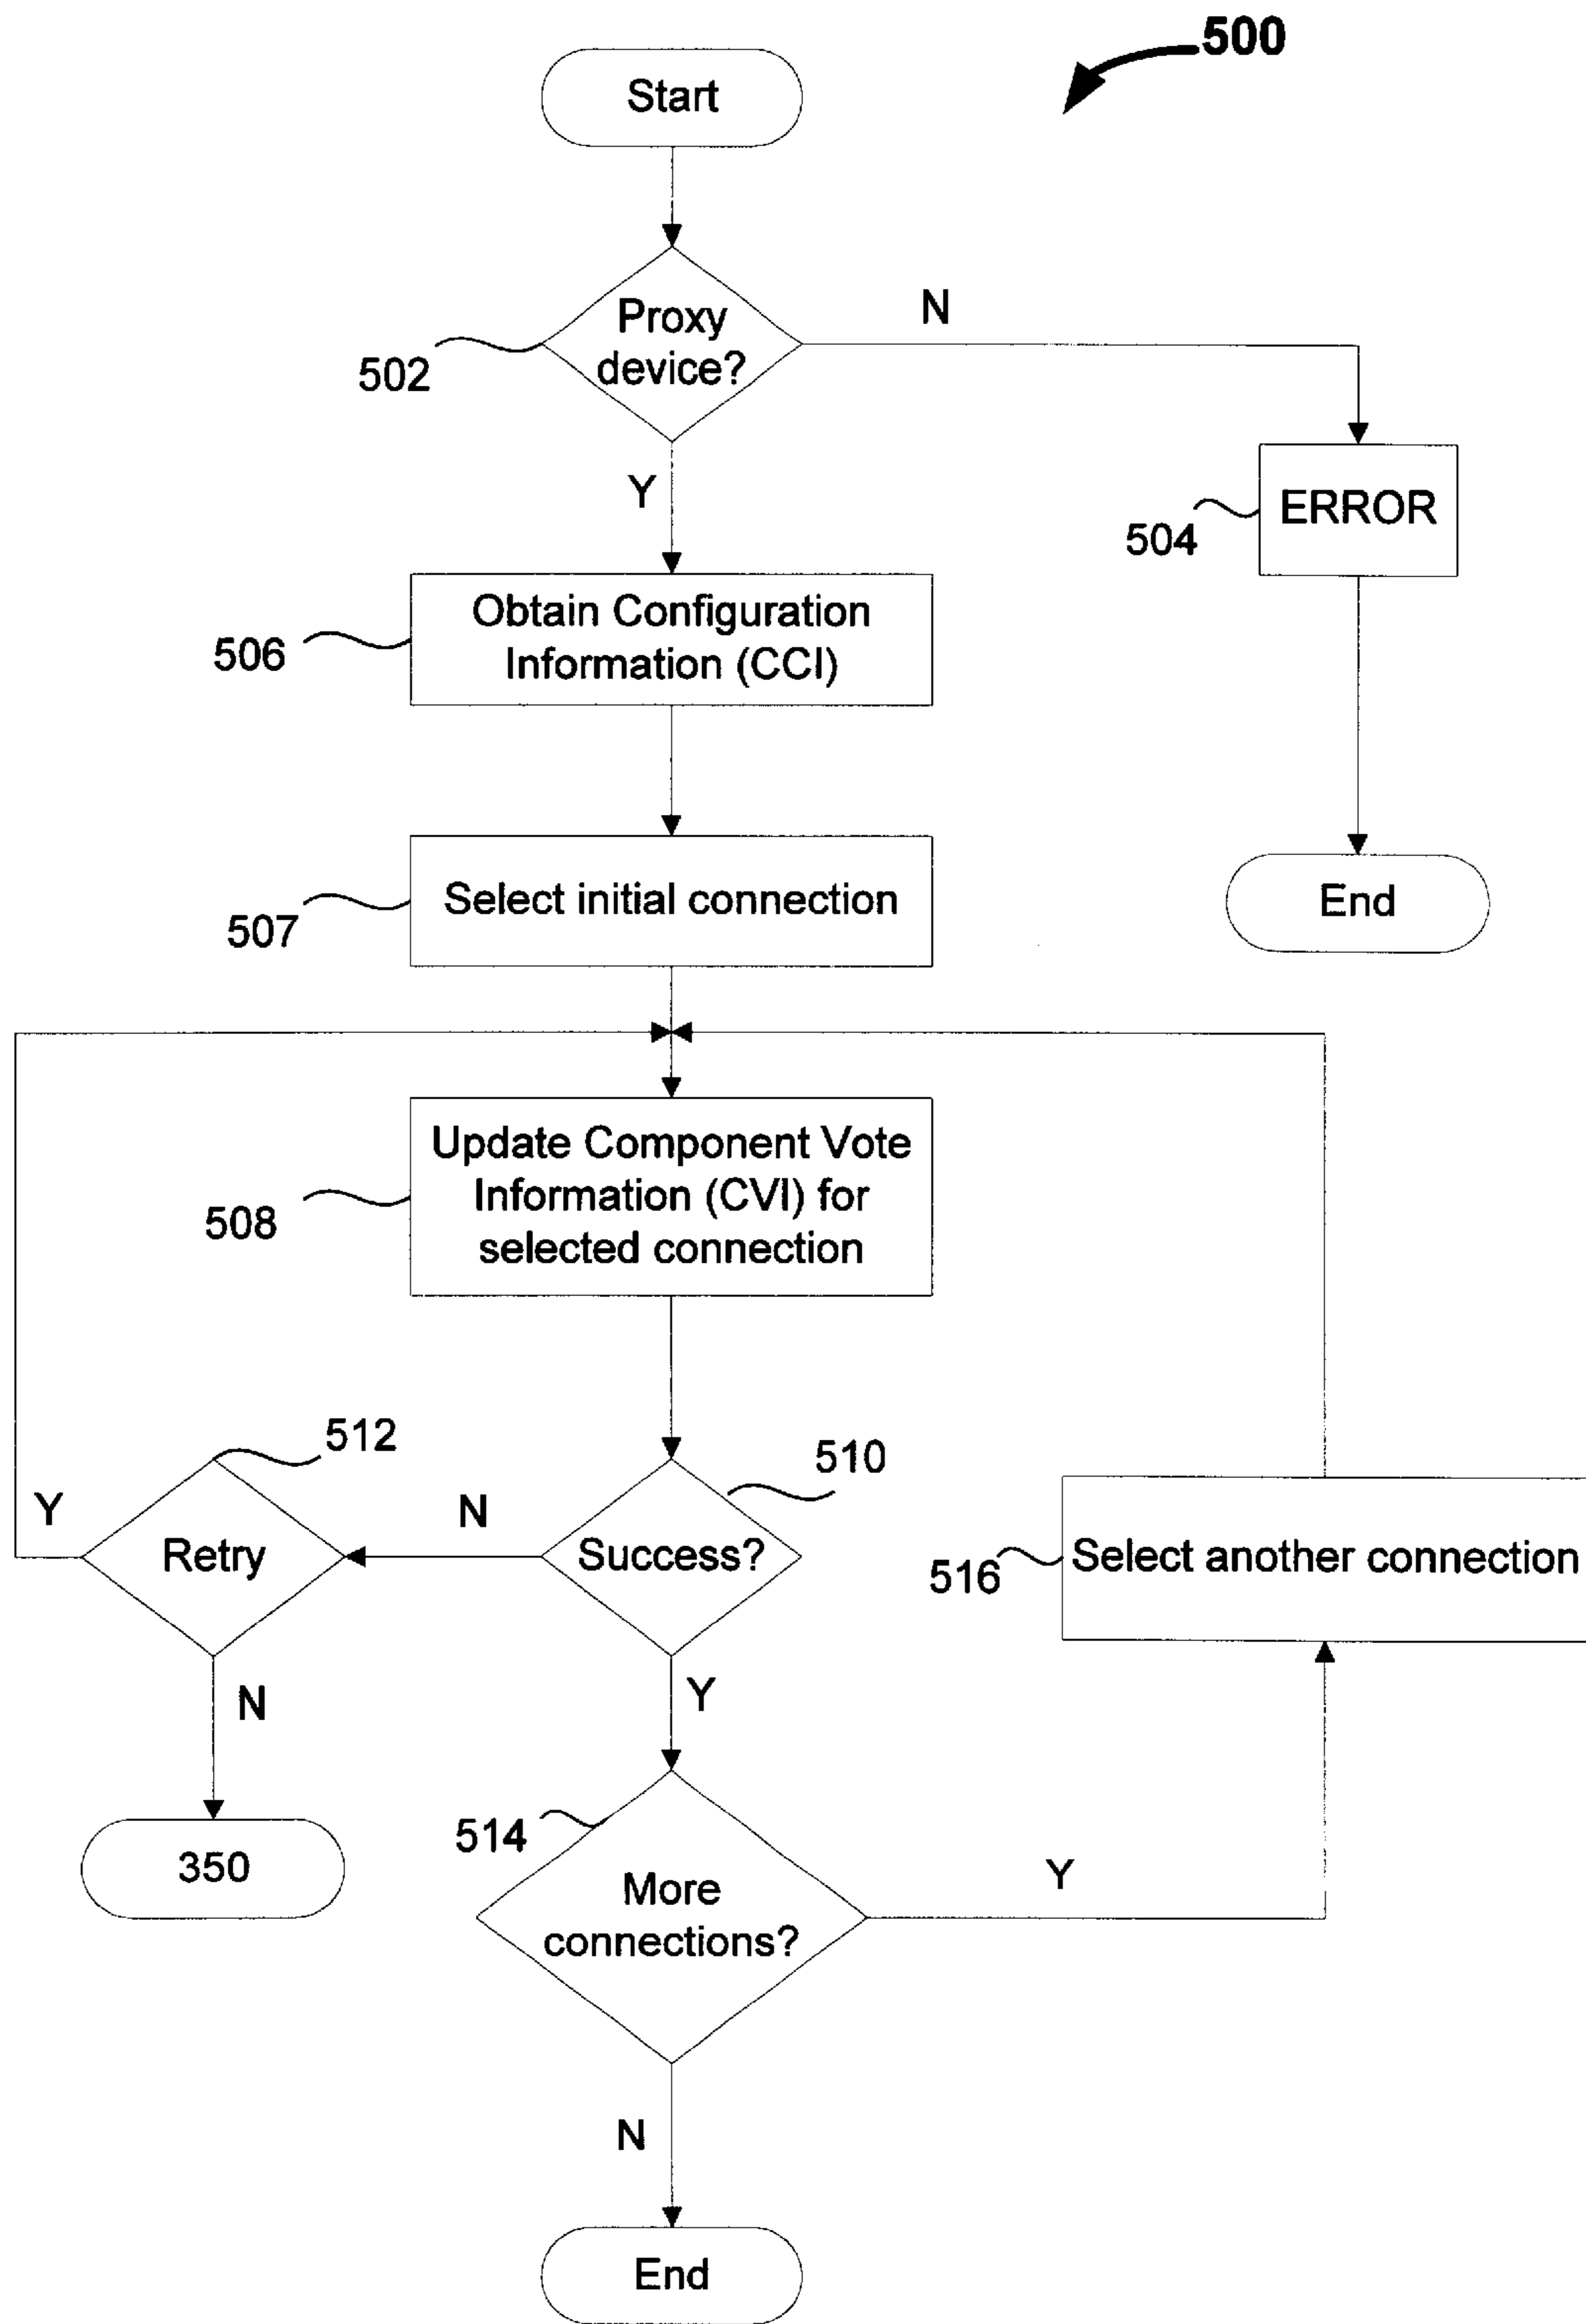 500
Start
Proxy
device?
N
502
Y
ERROR
504
Obtain Configuration
Information (CCI)
506
Select initial connection
507
End
Update Component Vote
Information (CVI) for
selected connection
508
512
510
Y
Retry
N
Success?
516
Select another connection
N
Y
350
514
More
connections?
Y
N
End